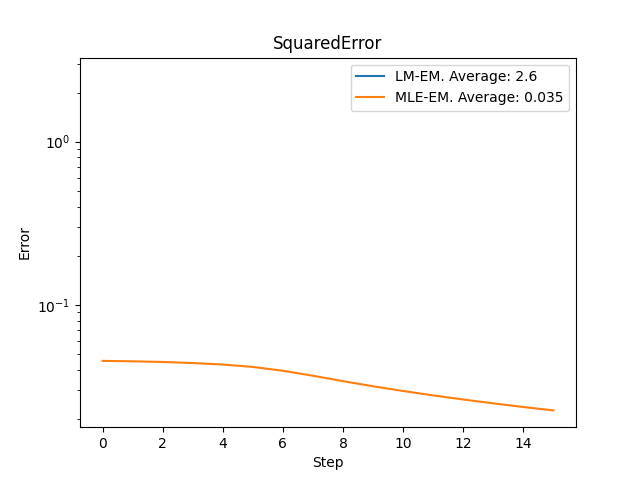 SquaredError
LM-EM. Average: 2.6
MLE-EM. Average: 0.035
10⁰
10⁻¹
Error
0 2 4 6 8 10 12 14
Step